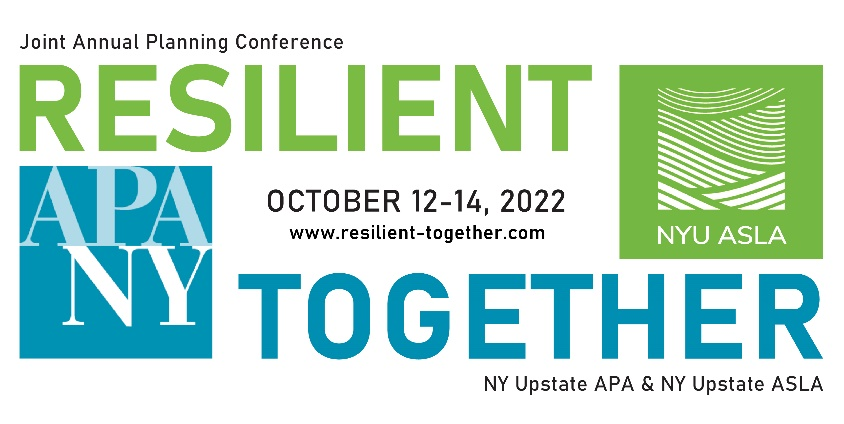 Joint Annual Planning Conference
RESILIENT
APA
NY
OCTOBER 12-14, 2022
www.resilient-together.com
NYU ASLA
TOGETHER
NY Upstate APA & NY Upstate ASLA